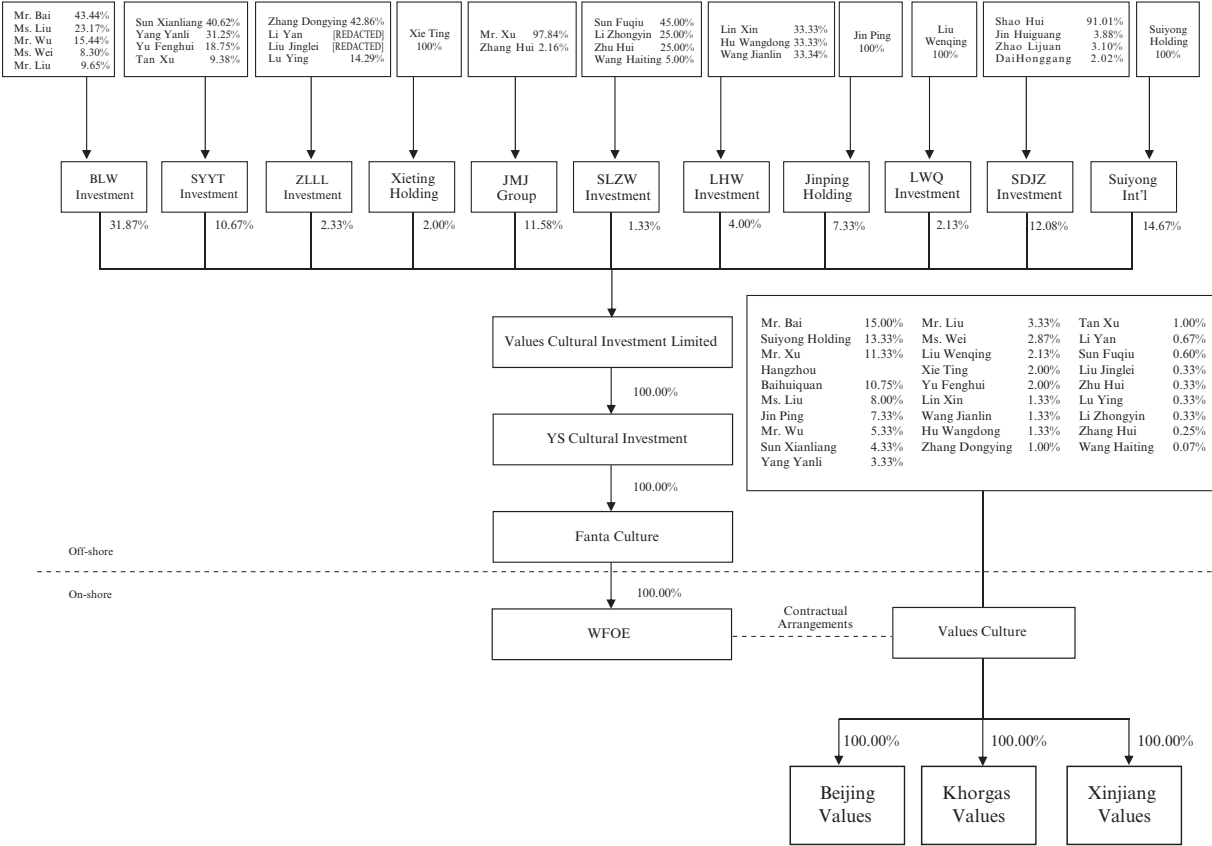 Mr. Bai 43.44%
Ms. Liu 23.17%
Mr. Wu 15.44%
Ms. Wei 8.30%
Mr. Liu 9.65%
Sun Xianliang 40.62%
Yang Yanli 31.25%
Yu Fenghui 18.75%
Tan Xu 9.38%
Zhang Dongying 42.86%
Li Yan [REDACTED]
Liu Jinglei [REDACTED]
Lu Ying 14.29%
Xie Ting
100%
Mr. Xu 97.84%
Zhang Hui 2.16%
Sun Fuqiu 45.00%
Li Zhongyin 25.00%
Zhu Hui 25.00%
Wang Haiting 5.00%
Lin Xin 33.33%
Hu Wangdong 33.33%
Wang Jianlin 33.34%
Jin Ping
100%
Liu
Wenqing
100%
Shao Hui 91.01%
Jin Huiguang 3.88%
Zhao Lijuan 3.10%
DaiHonggang 2.02%
Suiyong
Holding
100%
BLW
Investment
SYYT
Investment
ZLLL
Investment
Xieting
Holding
JMJ
Group
SLZW
Investment
LHW
Investment
Jinping
Holding
LWQ
Investment
SDJZ
Investment
Suiyong
Int'l
31.87%
10.67%
2.33%
2.00%
11.58%
1.33%
4.00%
7.33%
2.13%
12.08%
14.67%
Values Cultural Investment Limited
100.00%
YS Cultural Investment
100.00%
Fanta Culture
Mr. Bai 15.00% Mr. Liu 3.33% Tan Xu 1.00%
Suiyong Holding 13.33% Ms. Wei 2.87% Li Yan 0.67%
Mr. Xu 11.33% Liu Wenqing 2.13% Sun Fuqiu 0.60%
Hangzhou Xie Ting 2.00% Liu Jinglei 0.33%
Baihuiquan 10.75% Yu Fenghui 2.00% Zhu Hui 0.33%
Ms. Liu 8.00% Lin Xin 1.33% Lu Ying 0.33%
Jin Ping 7.33% Wang Jianlin 1.33% Li Zhongyin 0.33%
Mr. Wu 5.33% Hu Wangdong 1.33% Zhang Hui 0.25%
Sun Xianliang 4.33% Zhang Dongying 1.00% Wang Haiting 0.07%
Yang Yanli 3.33%
Off-shore
On-shore
100.00%
WFOE
Contractual
Arrangements
Values Culture
100.00%
100.00%
100.00%
Beijing
Values
Khorgas
Values
Xinjiang
Values